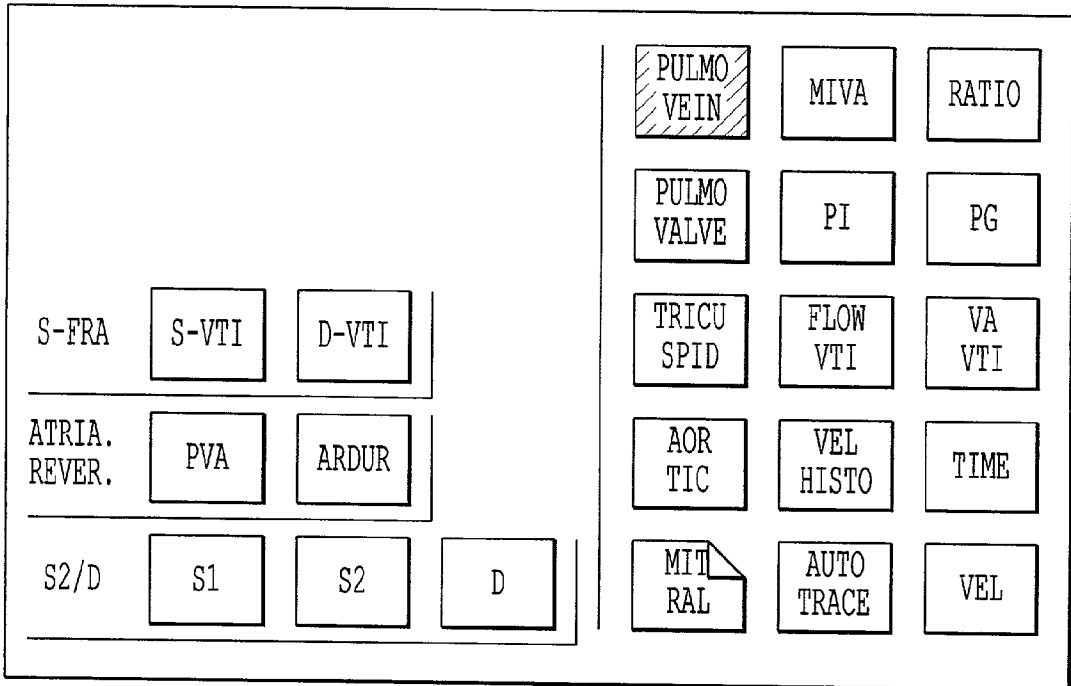 PULMO
VEIN
MIVA
RATIO
PULMO
VALVE
PI
PG
S-FRA
S-VTI
D-VTI
TRICU
SPID
FLOW
VTI
VA
VTI
ATRIA.
REVER.
PVA
ARDUR
AOR
TIC
VEL
HISTO
TIME
S2/D
S1
S2
D
MIT
RAL
AUTO
TRACE
VEL